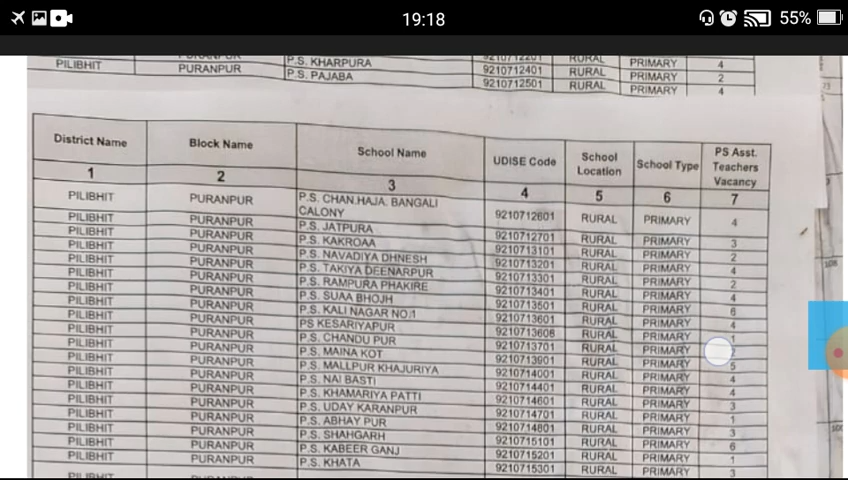 19:18 55%
PURANPUR 9210712201 RURAL PRIMARY 4
PILIBHIT PURANPUR P.S. KHARPURA 9210712401 RURAL PRIMARY 2
P.S. PAJABA 9210712501 RURAL PRIMARY 4
District Name Block Name School Name UDISE Code School Location School Type PS Asst. Teachers Vacancy
1 2 3 4 5 6 7
PILIBHIT PURANPUR P.S. CHAN.HAJA. BANGALI CALONY 9210712601 RURAL PRIMARY 4
PILIBHIT PURANPUR P.S. JATPURA 9210712701 RURAL PRIMARY 3
PILIBHIT PURANPUR P.S. KAKROAA 9210713101 RURAL PRIMARY 2
PILIBHIT PURANPUR P.S. NAVADIYA DHNESH 9210713201 RURAL PRIMARY 4
PILIBHIT PURANPUR P.S. TAKIYA DEENARPUR 9210713301 RURAL PRIMARY 2
PILIBHIT PURANPUR P.S. RAMPURA PHAKIRE 9210713401 RURAL PRIMARY 4
PILIBHIT PURANPUR P.S. SUAA BHOJH 9210713501 RURAL PRIMARY 6
PILIBHIT PURANPUR P.S. KALI NAGAR NO.1 9210713601 RURAL PRIMARY 4
PILIBHIT PURANPUR PS KESARIYAPUR 9210713608 RURAL PRIMARY 1
PILIBHIT PURANPUR P.S. CHANDU PUR 9210713701 RURAL PRIMARY 2
PILIBHIT PURANPUR P.S. MAINA KOT 9210713901 RURAL PRIMARY 5
PILIBHIT PURANPUR P.S. MALLPUR KHAJURIYA 9210714001 RURAL PRIMARY 4
PILIBHIT PURANPUR P.S. NAI BASTI 9210714401 RURAL PRIMARY 4
PILIBHIT PURANPUR P.S. KHAMARIYA PATTI 9210714601 RURAL PRIMARY 3
PILIBHIT PURANPUR P.S. UDAY KARANPUR 9210714701 RURAL PRIMARY 1
PILIBHIT PURANPUR P.S. ABHAY PUR 9210714801 RURAL PRIMARY 3
PILIBHIT PURANPUR P.S. SHAHGARH 9210715101 RURAL PRIMARY 6
PILIBHIT PURANPUR P.S. KABEER GANJ 9210715201 RURAL PRIMARY 1
PILIBHIT PURANPUR P.S. KHATA 9210715301 RURAL PRIMARY 3
PILIBHIT